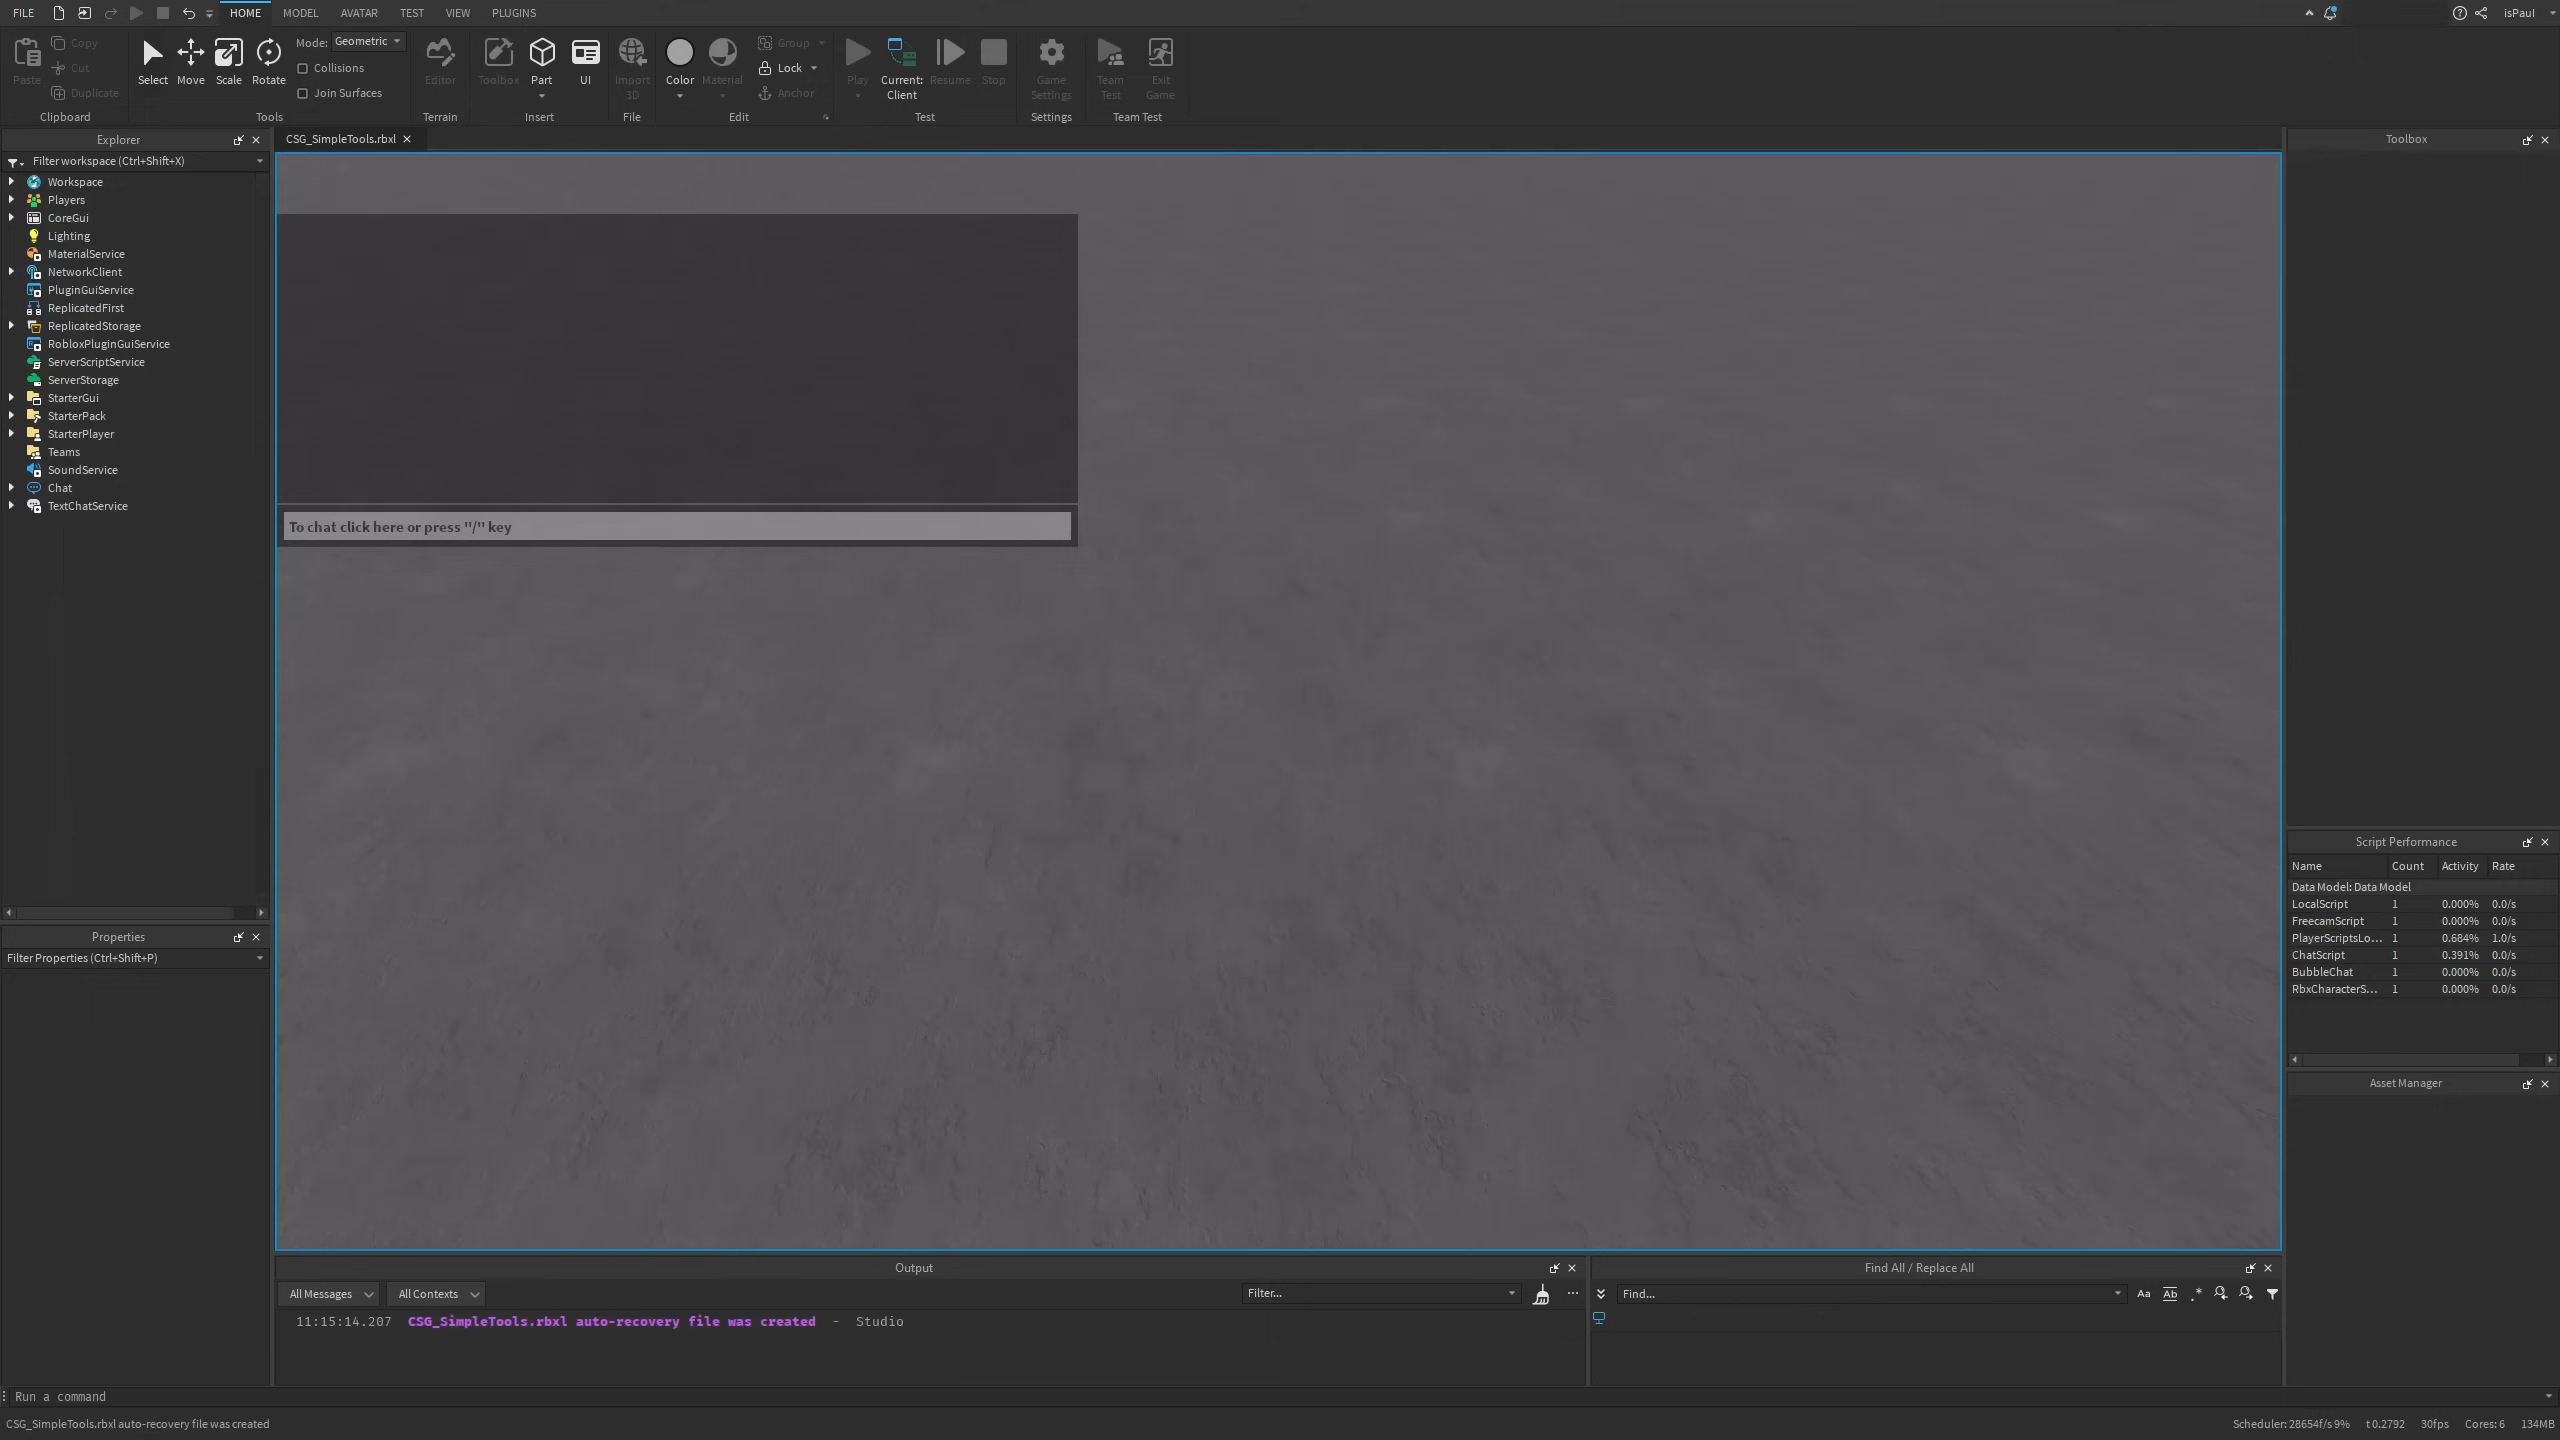 FILE HOME MODEL AVATAR TEST VIEW PLUGINS isPaul
Paste Copy Cut Duplicate Clipboard
Select Move Scale Rotate Mode: Geometric Collisions Join Surfaces Tools
Editor Terrain
Toolbox Part UI Insert
Import 3D File
Color Material Group Lock Anchor Edit
Play Current: Client Resume Stop Test
Game Settings Settings
Team Test Exit Game Team Test
Explorer
Filter workspace (Ctrl+Shift+X)
Workspace
Players
CoreGui
Lighting
MaterialService
NetworkClient
PluginGuiService
ReplicatedFirst
ReplicatedStorage
RobloxPluginGuiService
ServerScriptService
ServerStorage
StarterGui
StarterPack
StarterPlayer
Teams
SoundService
Chat
TextChatService
Properties
Filter Properties (Ctrl+Shift+P)
CSG_SimpleTools.rbxl
To chat click here or press "/" key
Toolbox
Script Performance
Name Count Activity Rate
Data Model: Data Model
LocalScript 1 0.000% 0.0/s
FreecamScript 1 0.000% 0.0/s
PlayerScriptsLo... 1 0.684% 1.0/s
ChatScript 1 0.391% 0.0/s
BubbleChat 1 0.000% 0.0/s
RbxCharacterS... 1 0.000% 0.0/s
Asset Manager
Output
All Messages All Contexts Filter... ...
11:15:14.207 CSG_SimpleTools.rbxl auto-recovery file was created - Studio
Find All / Replace All
Find... Aa Ab .*
Run a command
CSG_SimpleTools.rbxl auto-recovery file was created
Scheduler: 28654f/s 9% t 0.2792 30fps Cores: 6 134MB